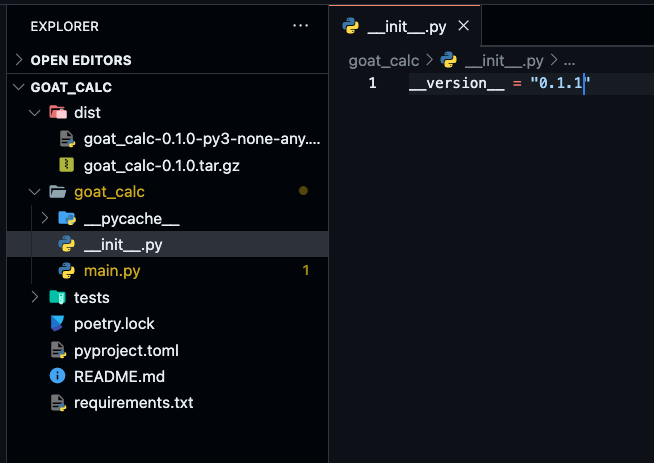 EXPLORER ...
OPEN EDITORS
GOAT_CALC
dist
goat_calc-0.1.0-py3-none-any....
goat_calc-0.1.0.tar.gz
goat_calc
__pycache__
__init__.py
main.py 1
tests
poetry.lock
pyproject.toml
README.md
requirements.txt
__init__.py
goat_calc > __init__.py > ...
1 __version__ = "0.1.1"